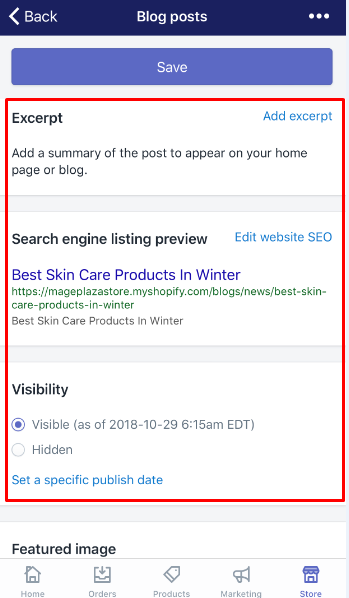 Back
Blog posts
Save
Excerpt
Add excerpt
Add a summary of the post to appear on your home
page or blog.
Search engine listing preview
Edit website SEO
Best Skin Care Products In Winter
https://mageplazastore.myshopify.com/blogs/news/best-skin-
care-products-in-winter
Best Skin Care Products In Winter
Visibility
Visible (as of 2018-10-29 6:15am EDT)
Hidden
Set a specific publish date
Featured image
Home
Orders
Products
Marketing
Store